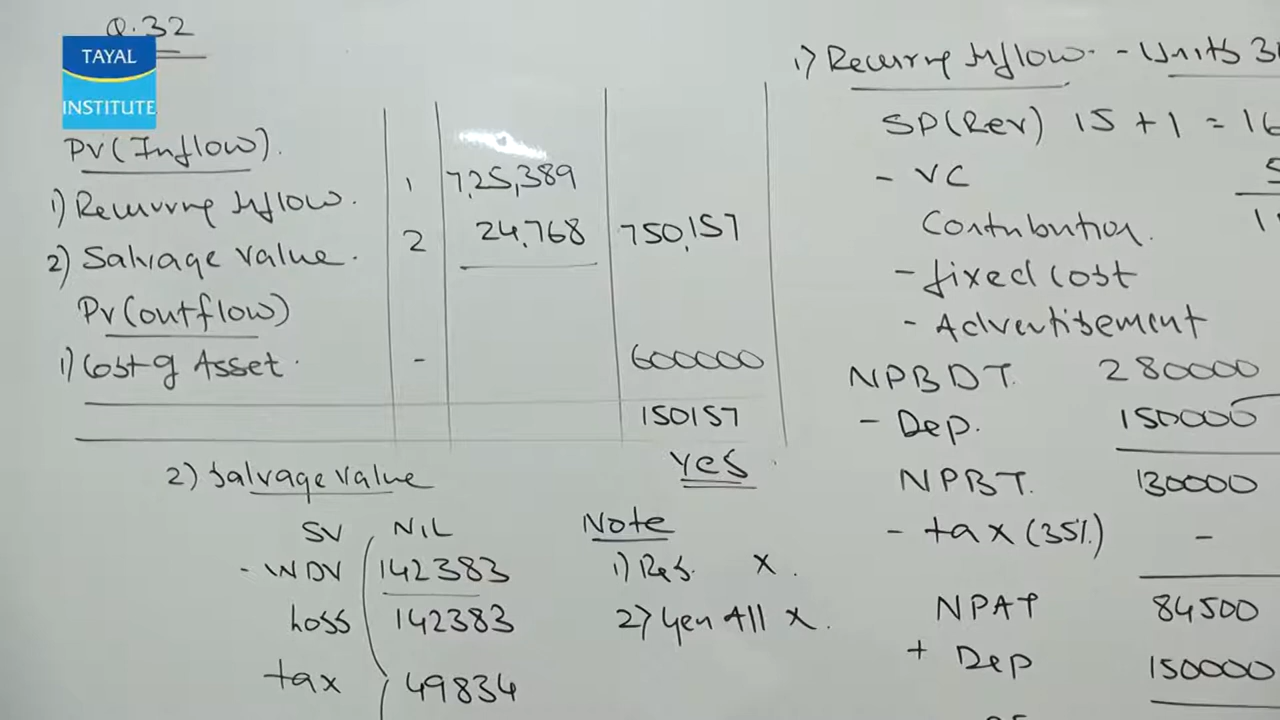 Q.32
TAYAL
INSTITUTE
PV (Inflow).
1) Recurring Inflow. 1 7,25,389
2) Salvage Value. 2 24,768 750,157
PV (outflow)
1) Cost of Asset. - 600000
150157
Yes
2) Salvage Value
SV NIL
- WDV 142383
Loss 142383
tax 49834
Note
1) Res. X.
2) Gen All X.
1) Recurring Inflow - Units
SP (Rev) 15 + 1 = 16
- VC 5
Contribution.
- fixed cost
- Advertisement
NPBDT. 280000
- Dep. 150000
NPBT. 130000
- tax (35%) -
NPAT 84500
+ Dep 150000